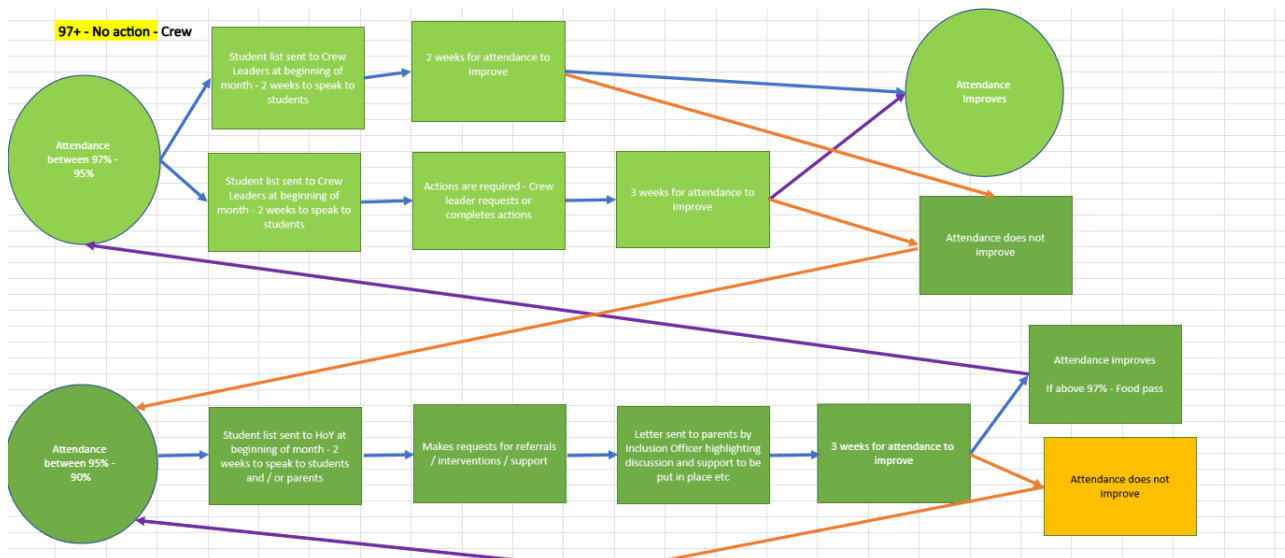 97+ - No action - Crew
Student list sent to Crew
Leaders at beginning of
month - 2 weeks to speak to
students
2 weeks for attendance to
improve
Attendance
Improves
Attendance
between 97% -
95%
Student list sent to Crew
Leaders at beginning of
month - 2 weeks to speak to
students
Actions are required - Crew
leader requests or
completes actions
3 weeks for attendance to
improve
Attendance does not
improve
Attendance improves
If above 97% - Food pass
Attendance
between 95% -
90%
Student list sent to HoY at
beginning of month - 2
weeks to speak to students
and / or parents
Makes requests for referrals
/ interventions / support
Letter sent to parents by
Inclusion Officer highlighting
discussion and support to be
put in place etc
3 weeks for attendance to
improve
Attendance does not
improve